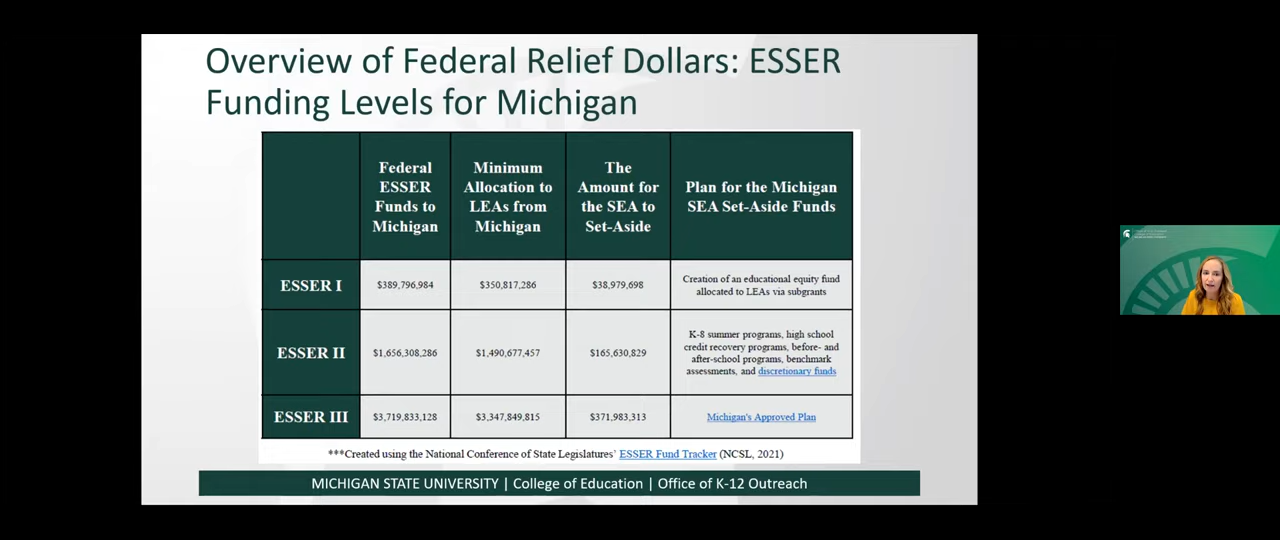 Overview of Federal Relief Dollars: ESSER
Funding Levels for Michigan
Federal
ESSER
Funds to
Michigan
Minimum
Allocation to
LEAs from
Michigan
The
Amount for
the SEA to
Set-Aside
Plan for the Michigan
SEA Set-Aside Funds
ESSER I
$389,796,984
$350,817,286
$38,979,698
Creation of an educational equity fund
allocated to LEAs via subgrants
ESSER II
$1,656,308,286
$1,490,677,457
$165,630,829
K-8 summer programs, high school
credit recovery programs, before- and
after-school programs, benchmark
assessments, and discretionary funds
ESSER III
$3,719,833,128
$3,347,849,815
$371,983,313
Michigan's Approved Plan
***Created using the National Conference of State Legislatures' ESSER Fund Tracker (NCSL, 2021)
MICHIGAN STATE UNIVERSITY | College of Education | Office of K-12 Outreach